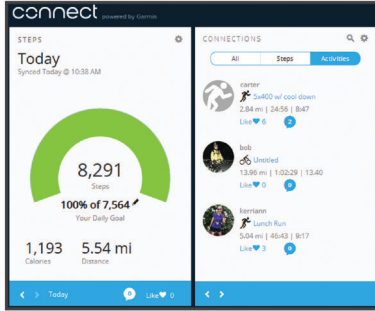 connect powered by Garmin
STEPS
Today
Synced Today @ 10:38 AM
8,291
Steps
100% of 7,564
Your Daily Goal
1,193
Calories
5.54 mi
Distance
< > Today 0 Like 0
CONNECTIONS
All Steps Activities
carter
5x400 w/ cool down
2.84 mi | 24:56 | 8:47
Like 6 2
bob
Untitled
13.96 mi | 1:02:29 | 13.40
Like 0 0
kerriann
Lunch Run
5.04 mi | 46:43 | 9:17
Like 3 0
< >